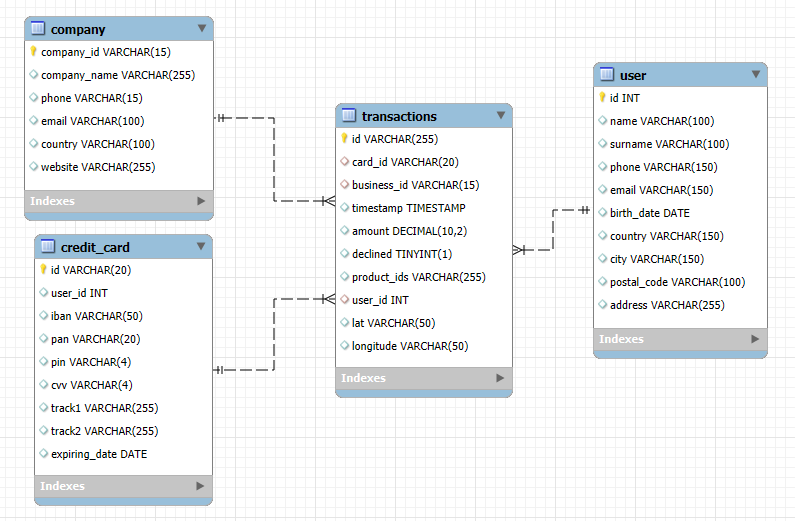 company
company_id VARCHAR(15)
company_name VARCHAR(255)
phone VARCHAR(15)
email VARCHAR(100)
country VARCHAR(100)
website VARCHAR(255)
Indexes
credit_card
id VARCHAR(20)
user_id INT
iban VARCHAR(50)
pan VARCHAR(20)
pin VARCHAR(4)
cvv VARCHAR(4)
track1 VARCHAR(255)
track2 VARCHAR(255)
expiring_date DATE
Indexes
transactions
id VARCHAR(255)
card_id VARCHAR(20)
business_id VARCHAR(15)
timestamp TIMESTAMP
amount DECIMAL(10,2)
declined TINYINT(1)
product_ids VARCHAR(255)
user_id INT
lat VARCHAR(50)
longitude VARCHAR(50)
Indexes
user
id INT
name VARCHAR(100)
surname VARCHAR(100)
phone VARCHAR(150)
email VARCHAR(150)
birth_date DATE
country VARCHAR(150)
city VARCHAR(150)
postal_code VARCHAR(100)
address VARCHAR(255)
Indexes